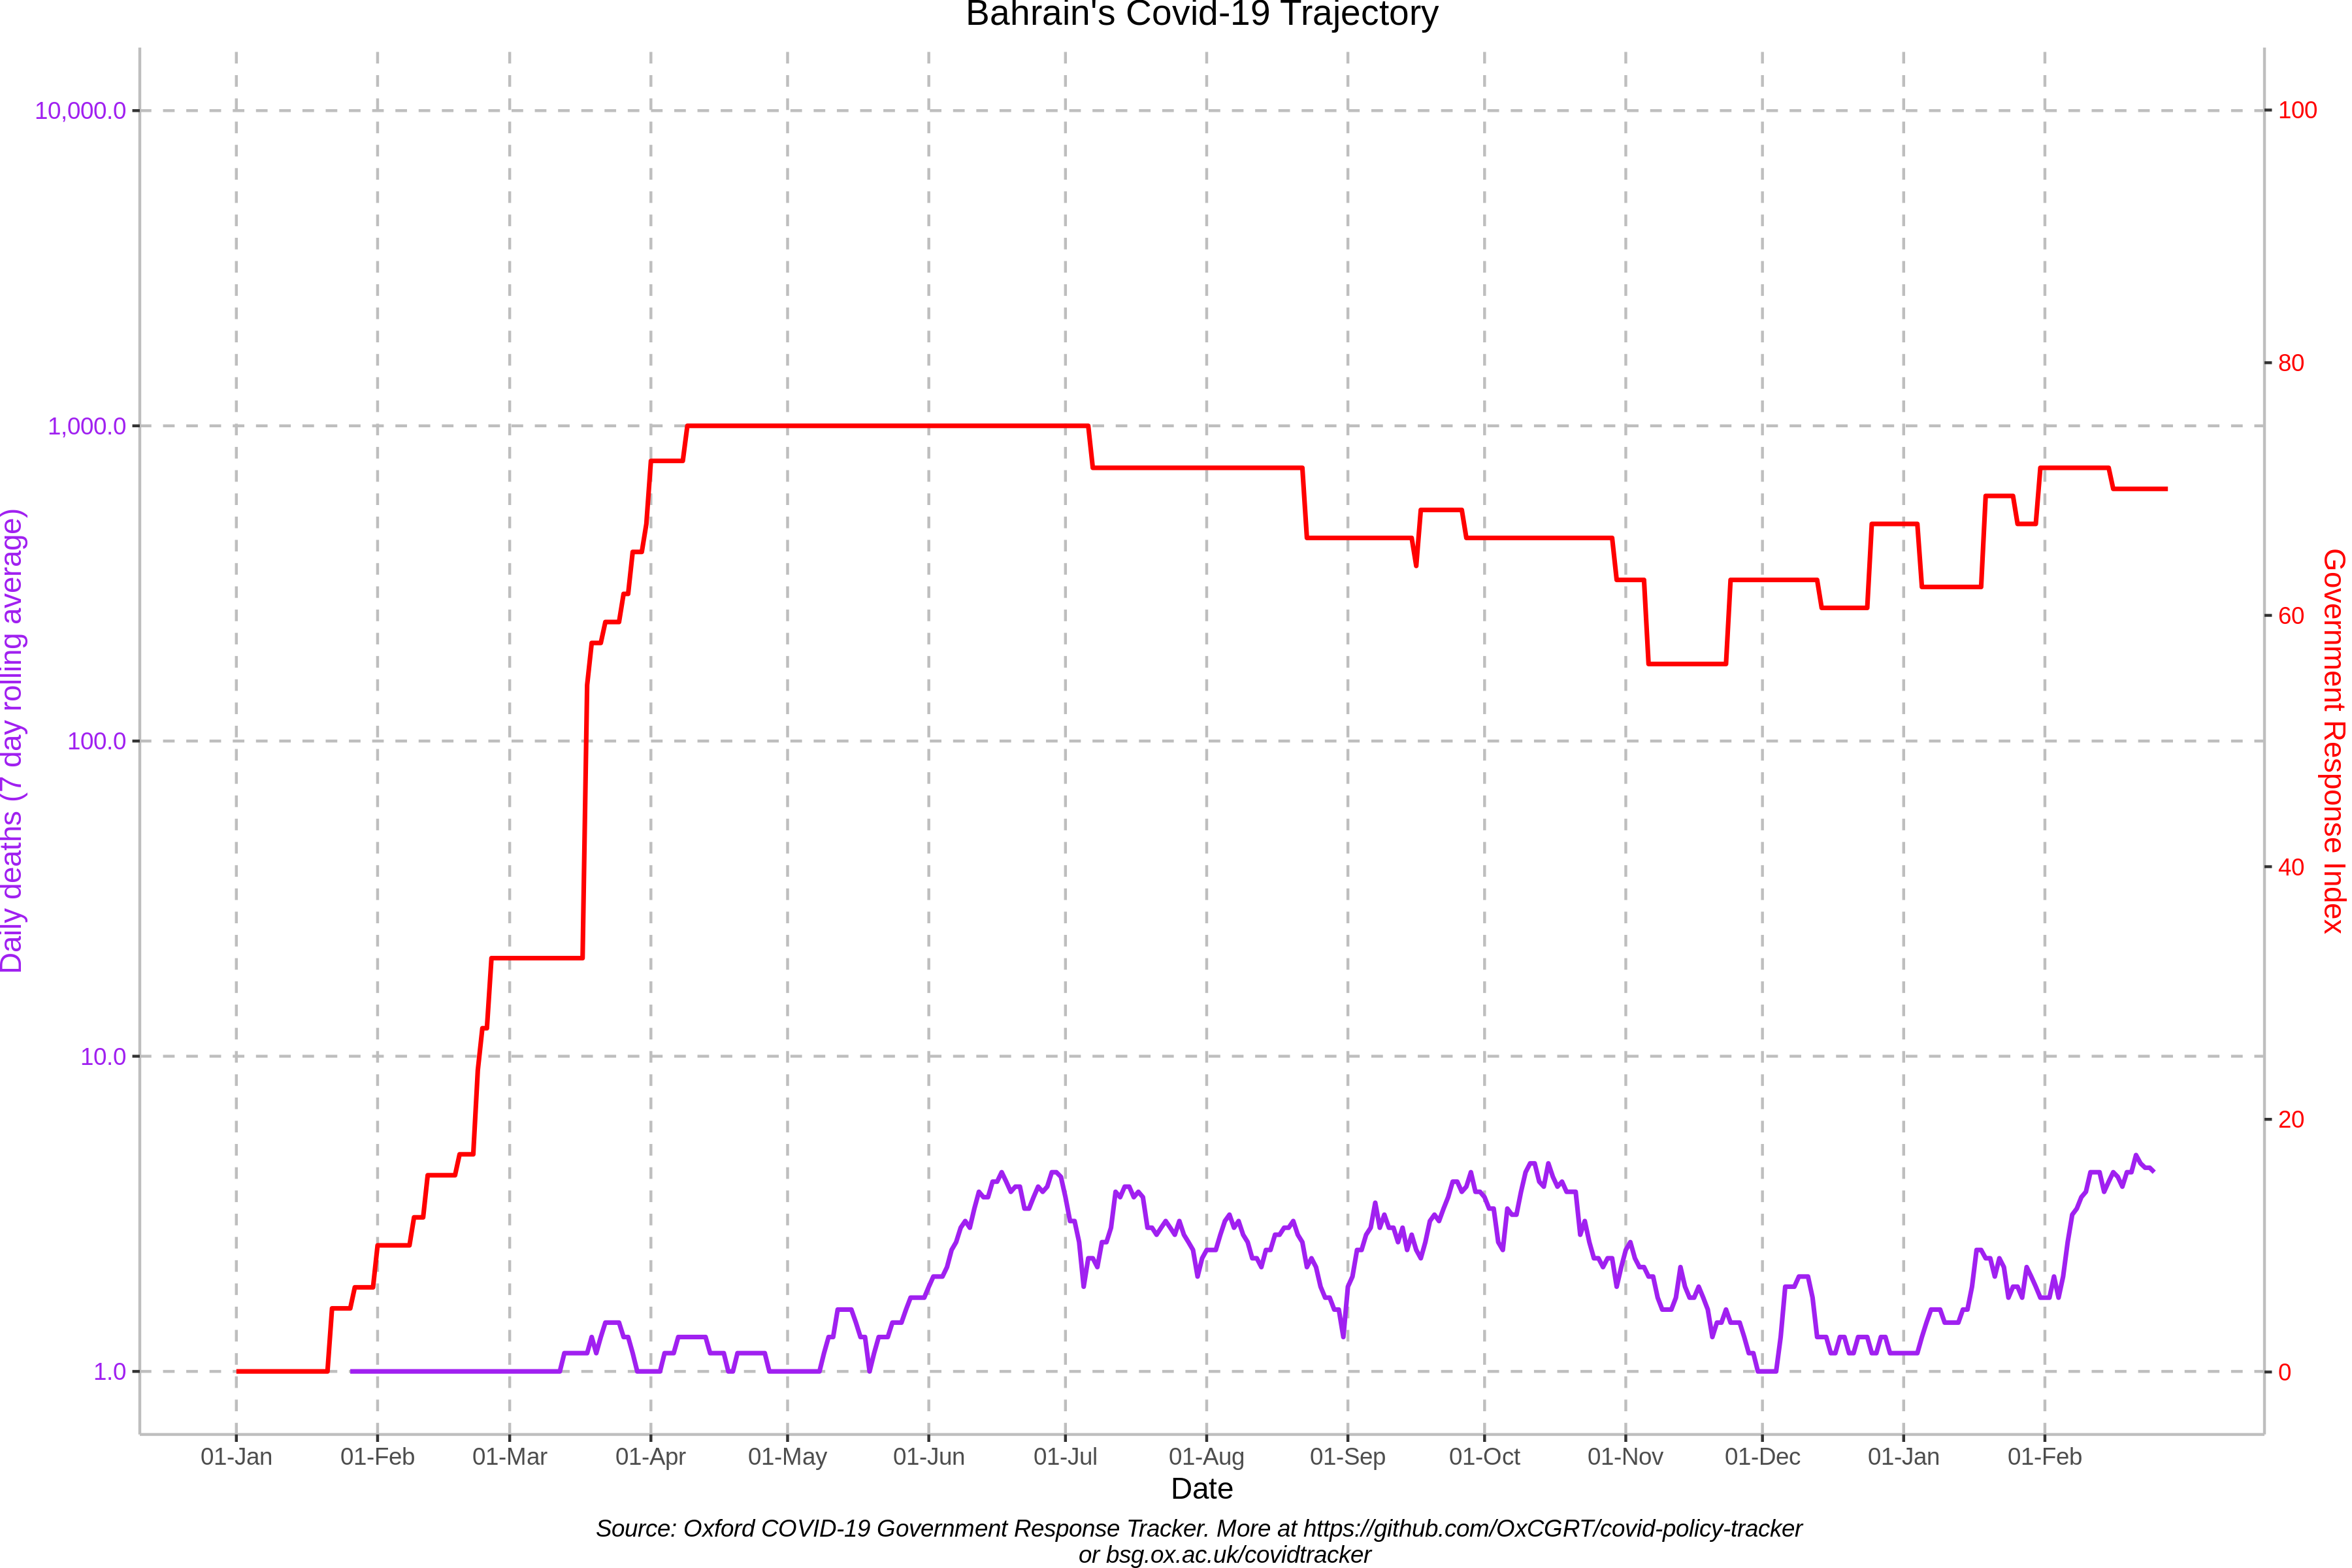 Bahrain's Covid-19 Trajectory
10,000.0
1,000.0
100.0
10.0
1.0
Daily deaths (7 day rolling average)
100
80
60
40
20
0
Government Response Index
01-Jan 01-Feb 01-Mar 01-Apr 01-May 01-Jun 01-Jul 01-Aug 01-Sep 01-Oct 01-Nov 01-Dec 01-Jan 01-Feb
Date
Source: Oxford COVID-19 Government Response Tracker. More at https://github.com/OxCGRT/covid-policy-tracker
or bsg.ox.ac.uk/covidtracker